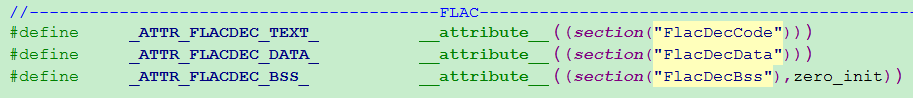 //---------------------------------------------------FLAC-----------------------------------------------------
#define _ATTR_FLACDEC_TEXT_ __attribute__((section("FlacDecCode")))
#define _ATTR_FLACDEC_DATA_ __attribute__((section("FlacDecData")))
#define _ATTR_FLACDEC_BSS_ __attribute__((section("FlacDecBss"),zero_init))